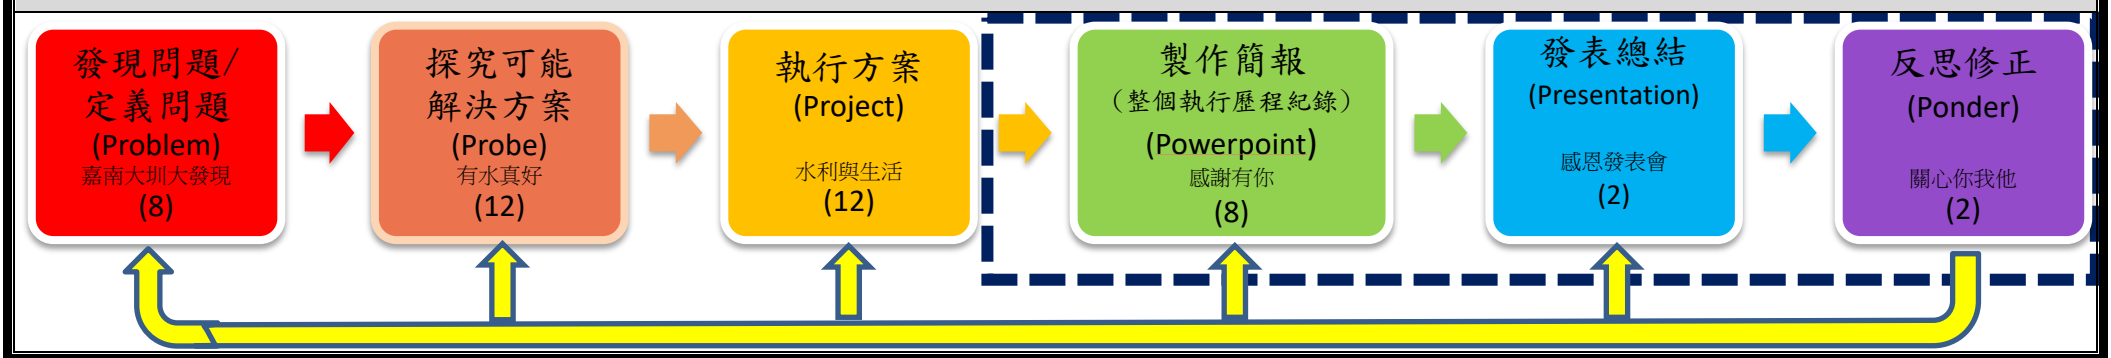 發現問題/
定義問題
(Problem)
嘉南大圳大發現
(8)
探究可能
解決方案
(Probe)
有水真好
(12)
執行方案
(Project)
水利與生活
(12)
製作簡報
（整個執行歷程紀錄）
(Powerpoint)
感謝有你
(8)
發表總結
(Presentation)
感恩發表會
(2)
反思修正
(Ponder)
關心你我他
(2)